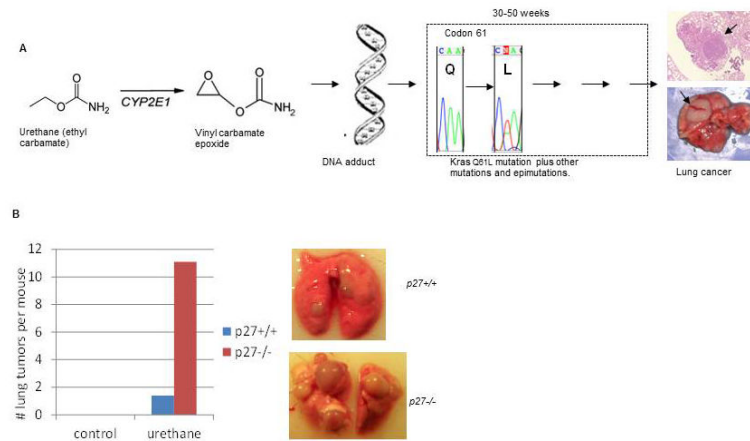 30-50 weeks
A
Codon 61
C A A
Q
L
O
O
O
NH2
O
O
NH2
CYP2E1
Urethane (ethyl
carbamate)
Vinyl carbamate
epoxide
DNA adduct
Kras Q61L mutation plus other
mutations and epimutations.
Lung cancer
B
# lung tumors per mouse
12
10
8
6
4
2
0
control
urethane
p27+/+
p27-/-
p27+/+
p27-/-